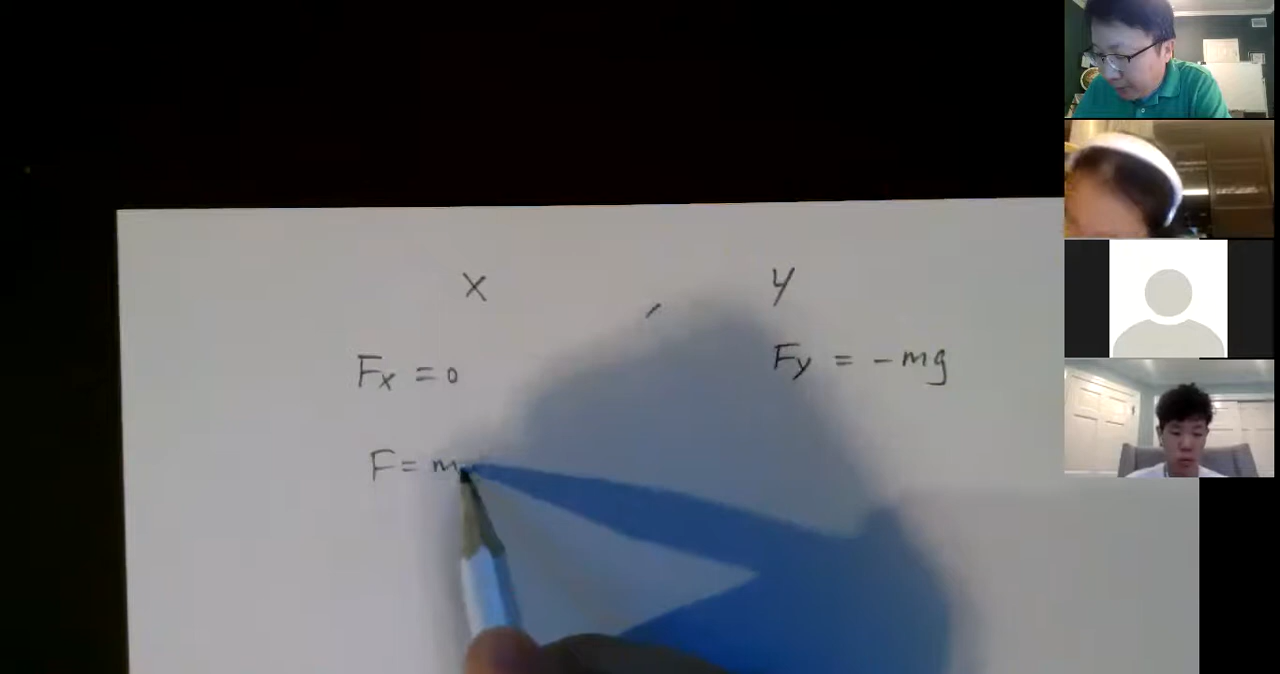 x y
Fx = 0 Fy = -mg
F = m